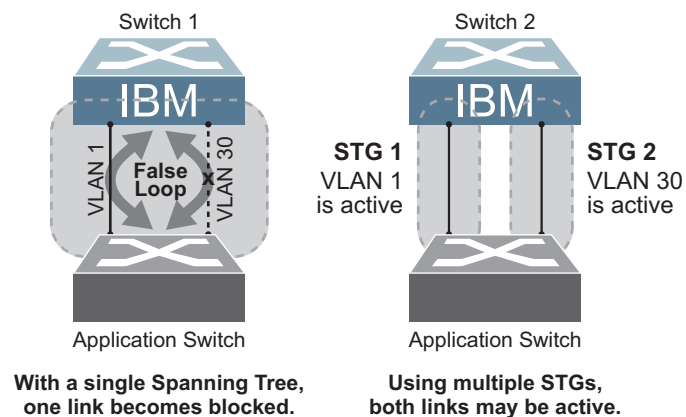 Switch 1
IBM
VLAN 1
False
Loop
x
VLAN 30
Application Switch
With a single Spanning Tree,
one link becomes blocked.
Switch 2
IBM
STG 1
VLAN 1
is active
STG 2
VLAN 30
is active
Application Switch
Using multiple STGs,
both links may be active.